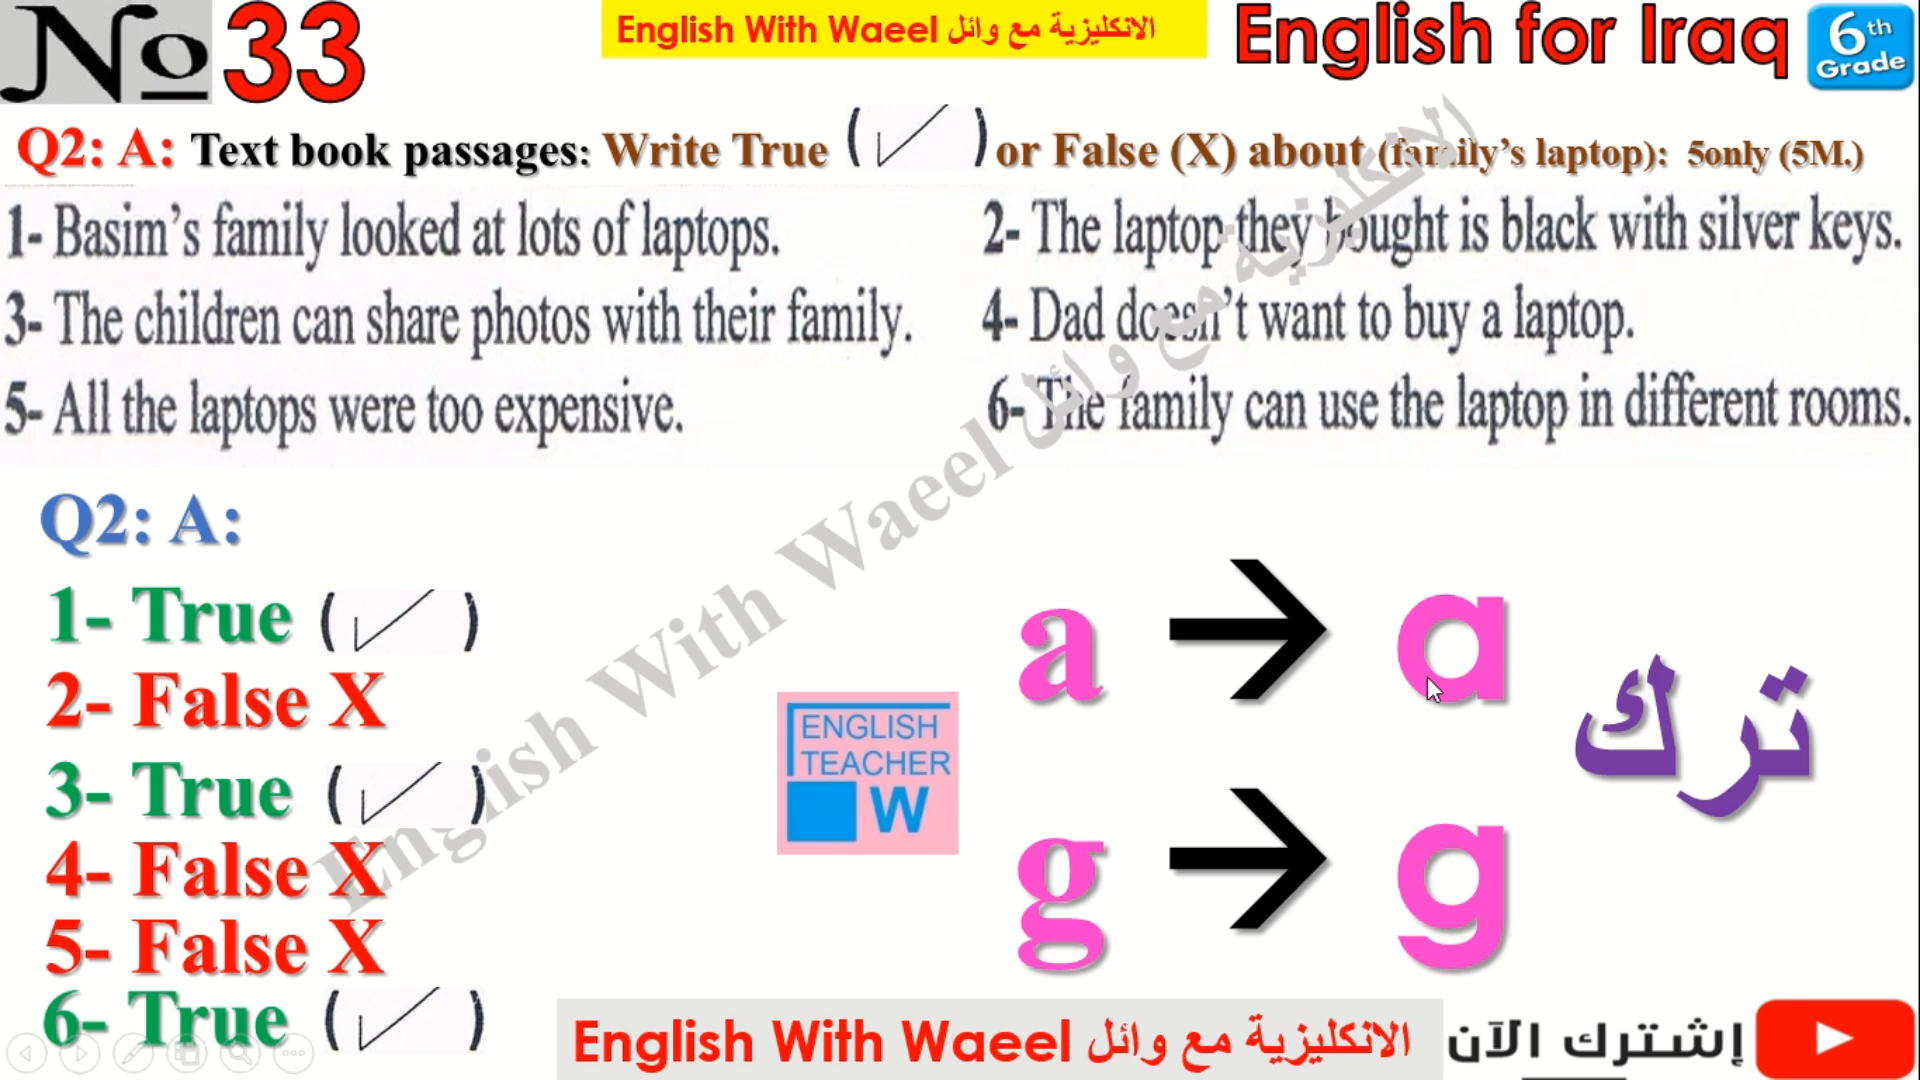 No 33
English With Waeel الانكليزية مع وائل
English for Iraq
6th Grade
Q2: A: Text book passages: Write True ( ✓ ) or False (X) about (family’s laptop): 5only (5M.)
1- Basim’s family looked at lots of laptops.
2- The laptop they bought is black with silver keys.
3- The children can share photos with their family.
4- Dad doesn’t want to buy a laptop.
5- All the laptops were too expensive.
6- The family can use the laptop in different rooms.
English With Waeel الانكليزية مع وائل
Q2: A:
1- True ( ✓ )
2- False X
3- True ( ✓ )
4- False X
5- False X
6- True ( ✓ )
a → a
g → g
ترك
ENGLISH
TEACHER
W
English With Waeel الانكليزية مع وائل
إشترك الآن